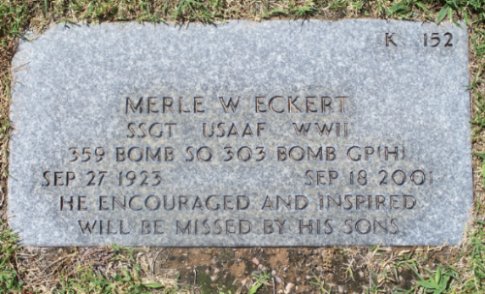 K 152
MERLE W ECKERT
SSGT USAAF WWII
359 BOMB SQ 303 BOMB GP(H)
SEP 27 1923 SEP 18 2001
HE ENCOURAGED AND INSPIRED
WILL BE MISSED BY HIS SONS